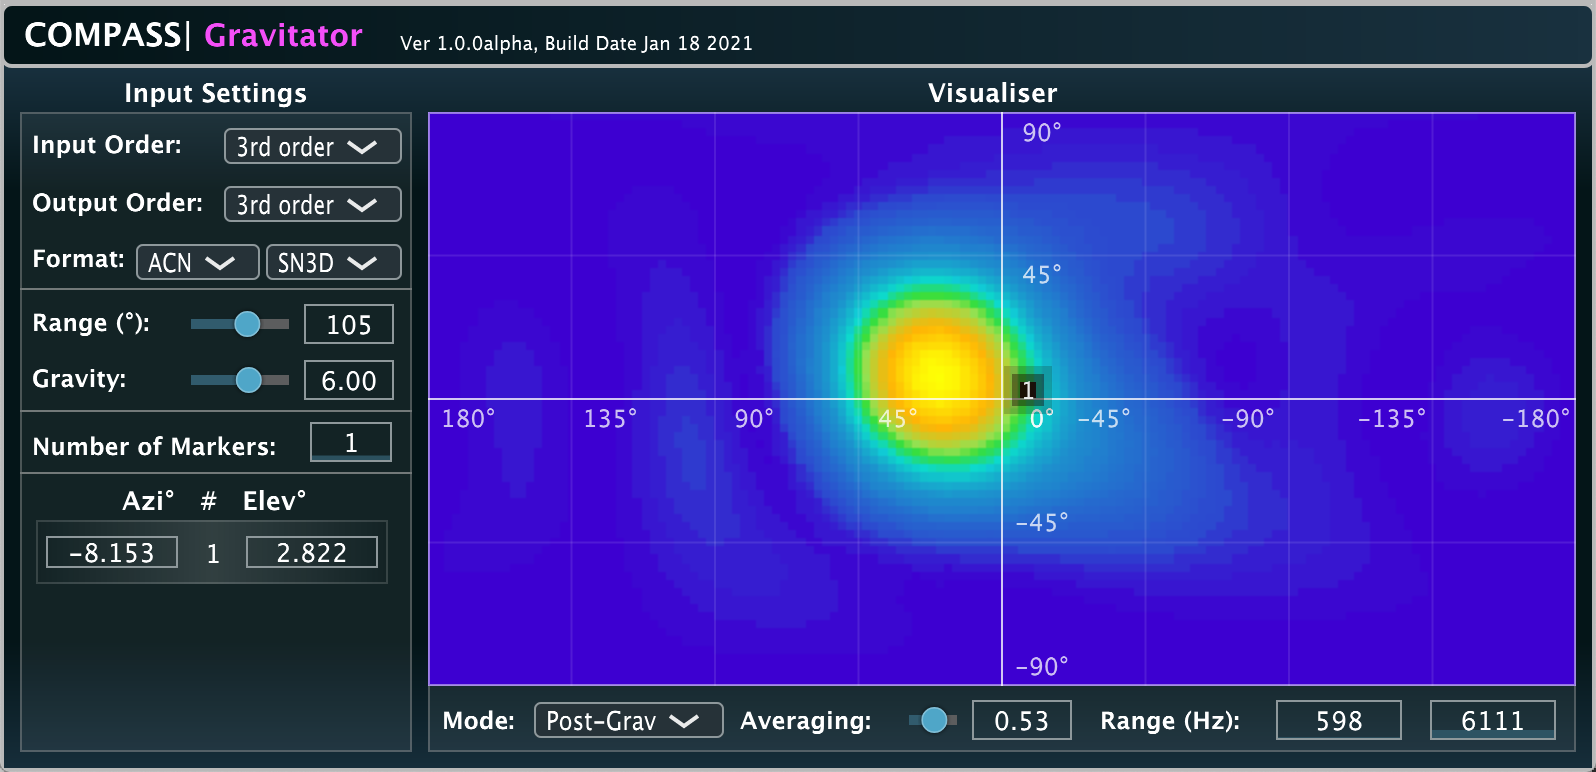 COMPASS| Gravitator Ver 1.0.0alpha, Build Date Jan 18 2021
Input Settings
Input Order: 3rd order
Output Order: 3rd order
Format: ACN SN3D
Range (°): 105
Gravity: 6.00
Number of Markers: 1
Azi° # Elev°
-8.153 1 2.822
Visualiser
90°
45°
1
180° 135° 90° 45° 0° -45° -90° -135° -180°
-45°
-90°
Mode: Post-Grav Averaging: 0.53 Range (Hz): 598 6111